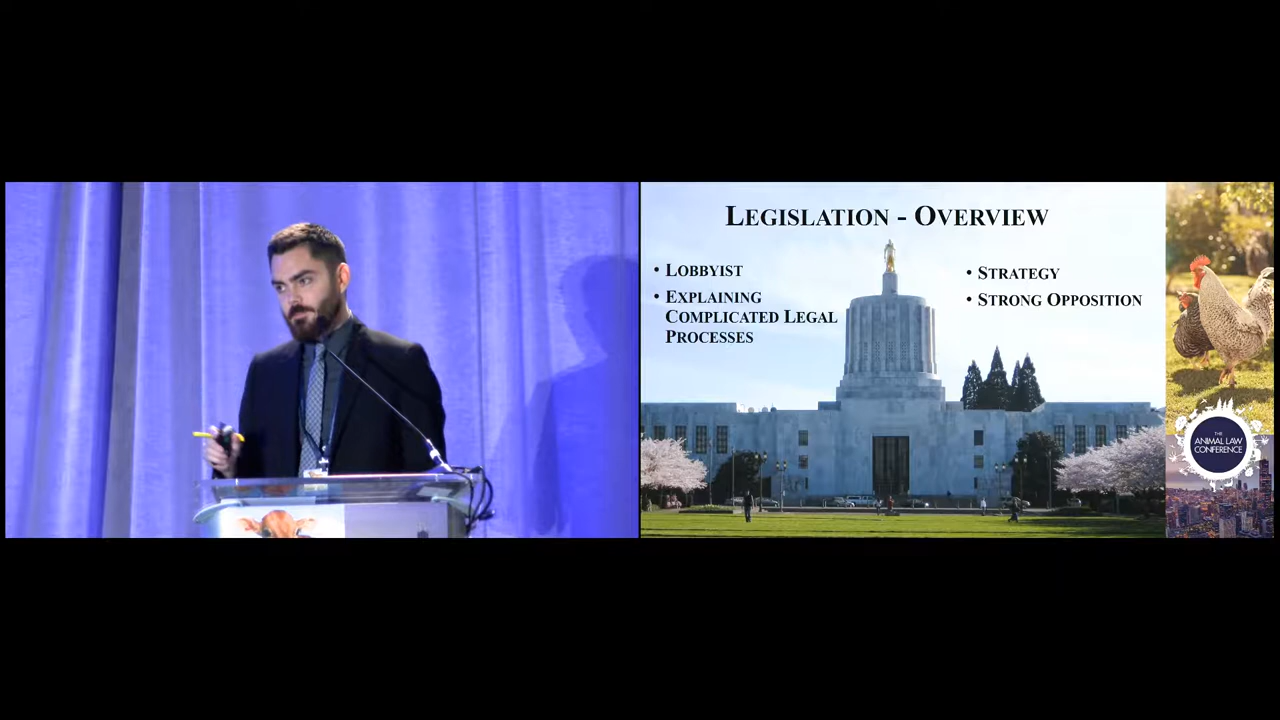 LEGISLATION - OVERVIEW
• LOBBYIST
• EXPLAINING
COMPLICATED LEGAL
PROCESSES
• STRATEGY
• STRONG OPPOSITION
THE
ANIMAL LAW
CONFERENCE